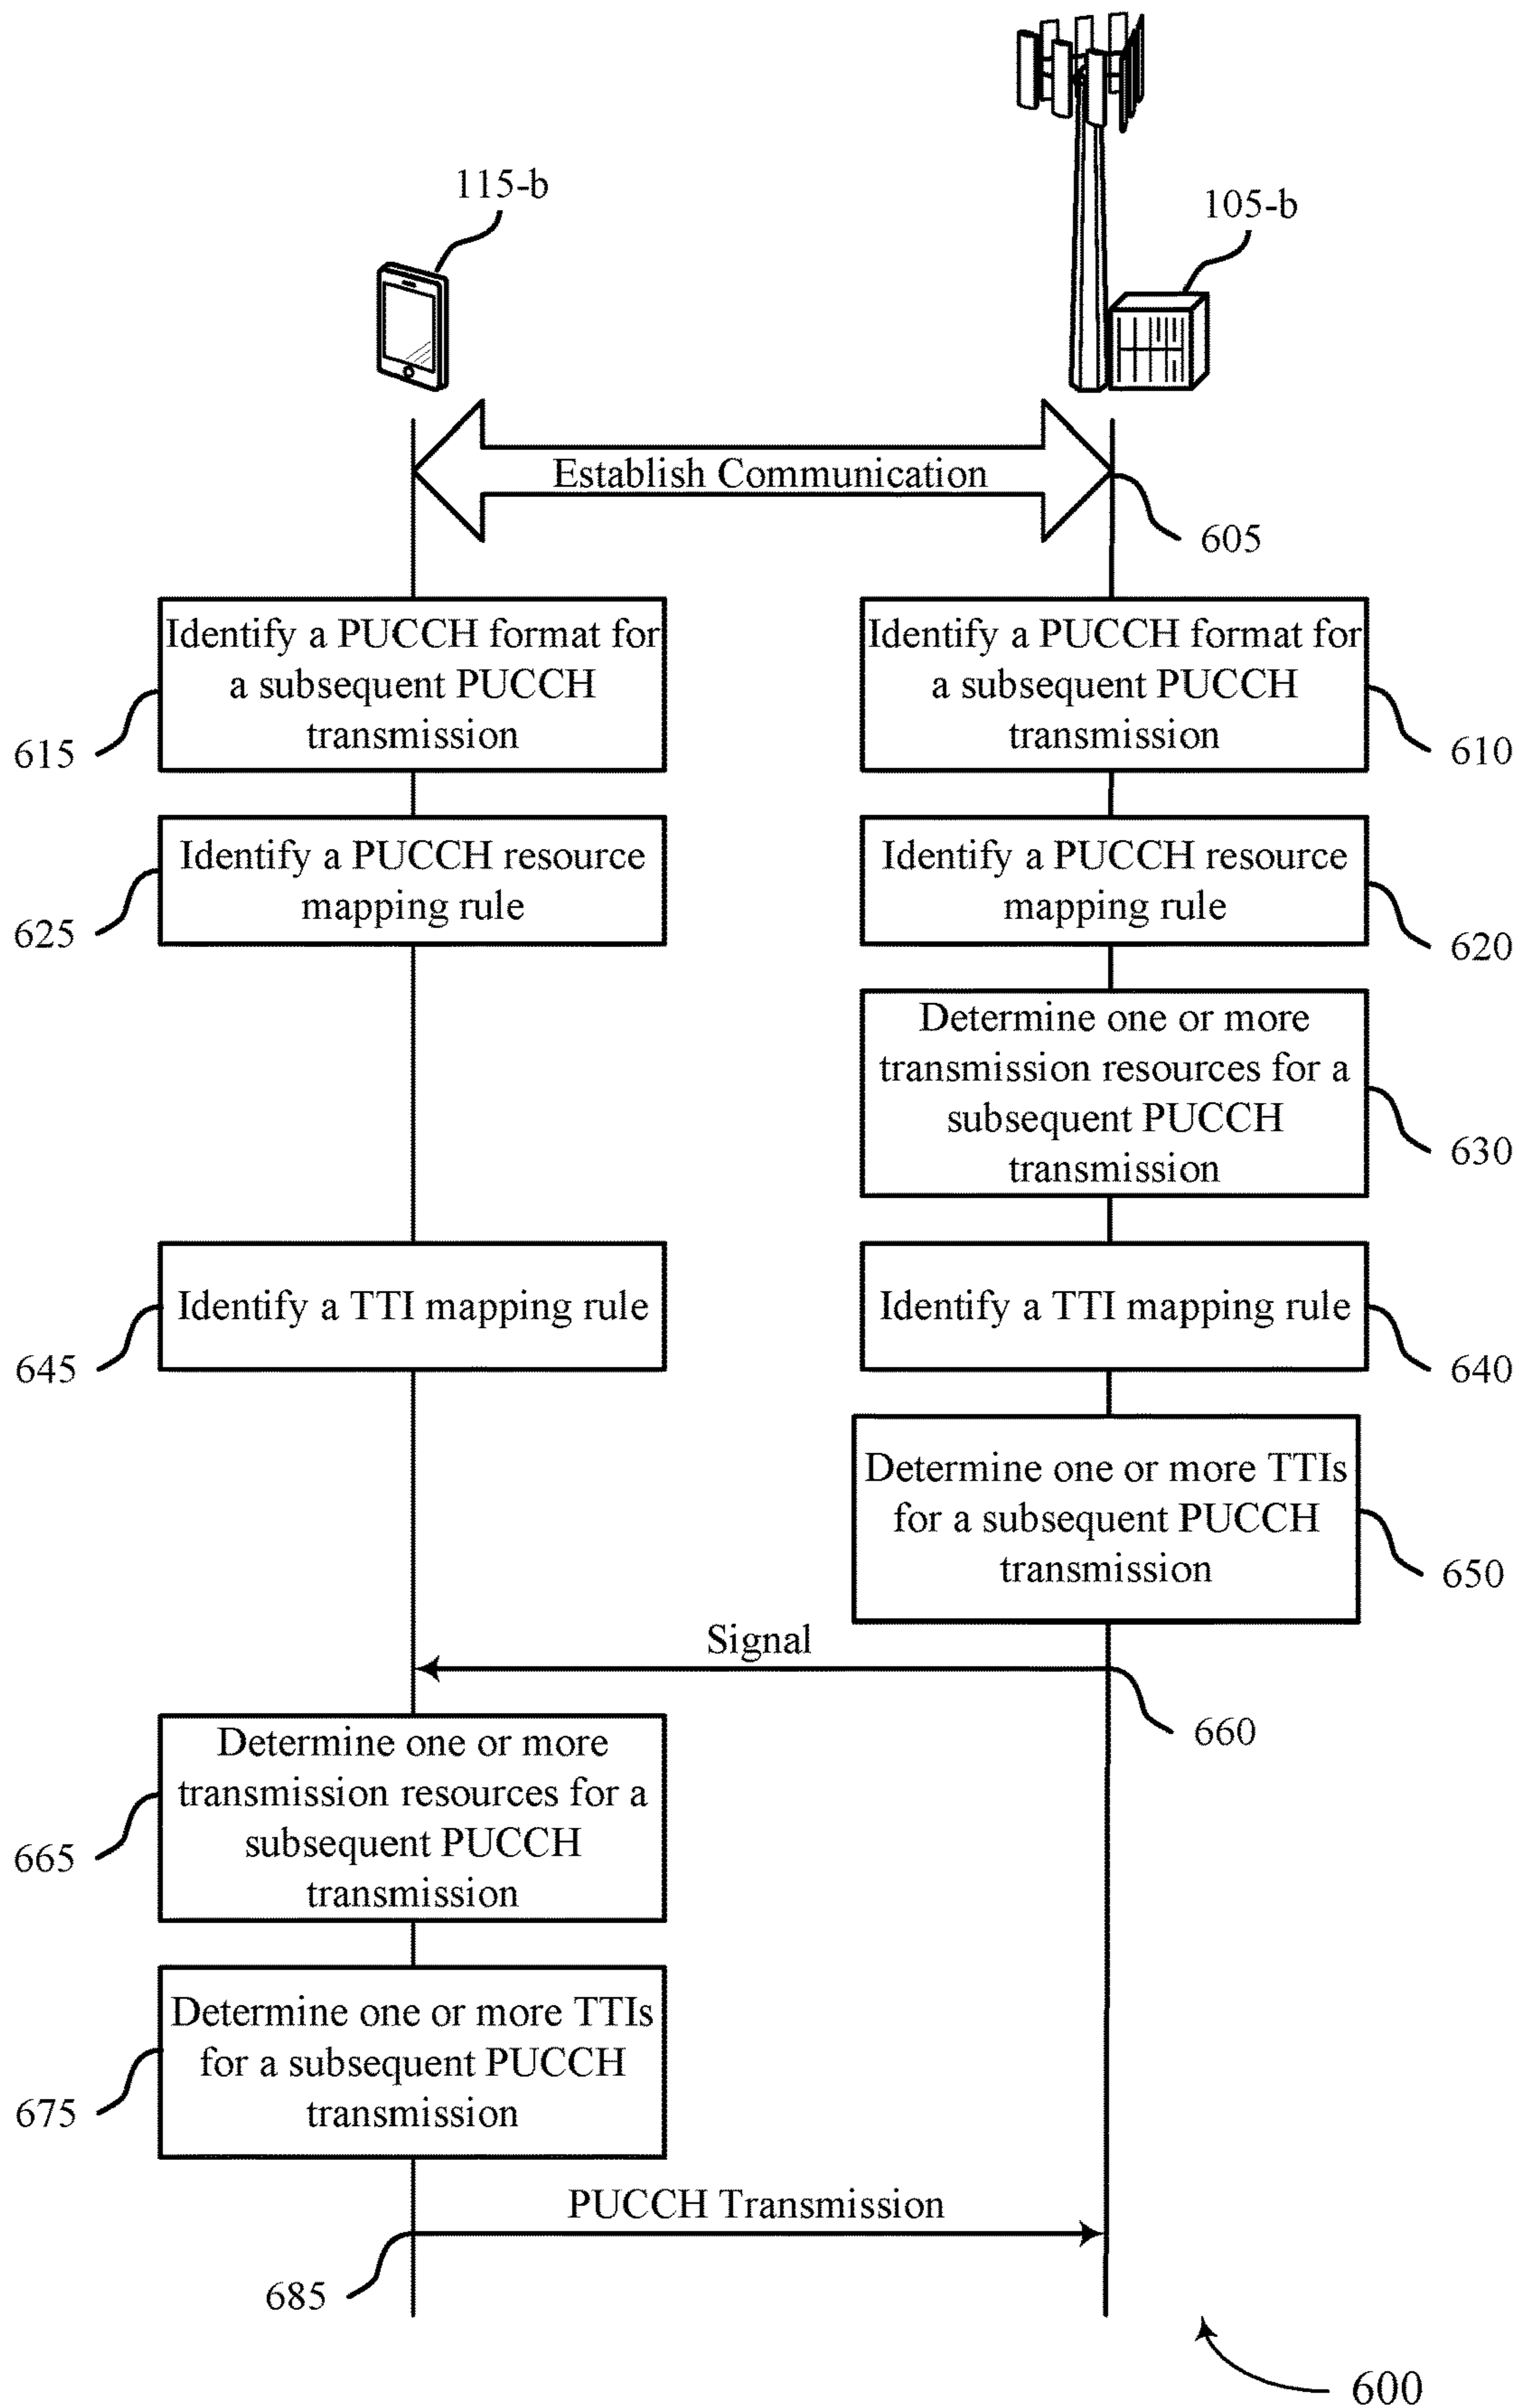 115-b
105-b
Establish Communication
605
Identify a PUCCH format for
a subsequent PUCCH
transmission
615
Identify a PUCCH format for
a subsequent PUCCH
transmission
610
Identify a PUCCH resource
mapping rule
625
Identify a PUCCH resource
mapping rule
620
Determine one or more
transmission resources for a
subsequent PUCCH
transmission
630
Identify a TTI mapping rule
645
Identify a TTI mapping rule
640
Determine one or more TTIs
for a subsequent PUCCH
transmission
650
Signal
660
Determine one or more
transmission resources for a
subsequent PUCCH
transmission
665
Determine one or more TTIs
for a subsequent PUCCH
transmission
675
PUCCH Transmission
685
600